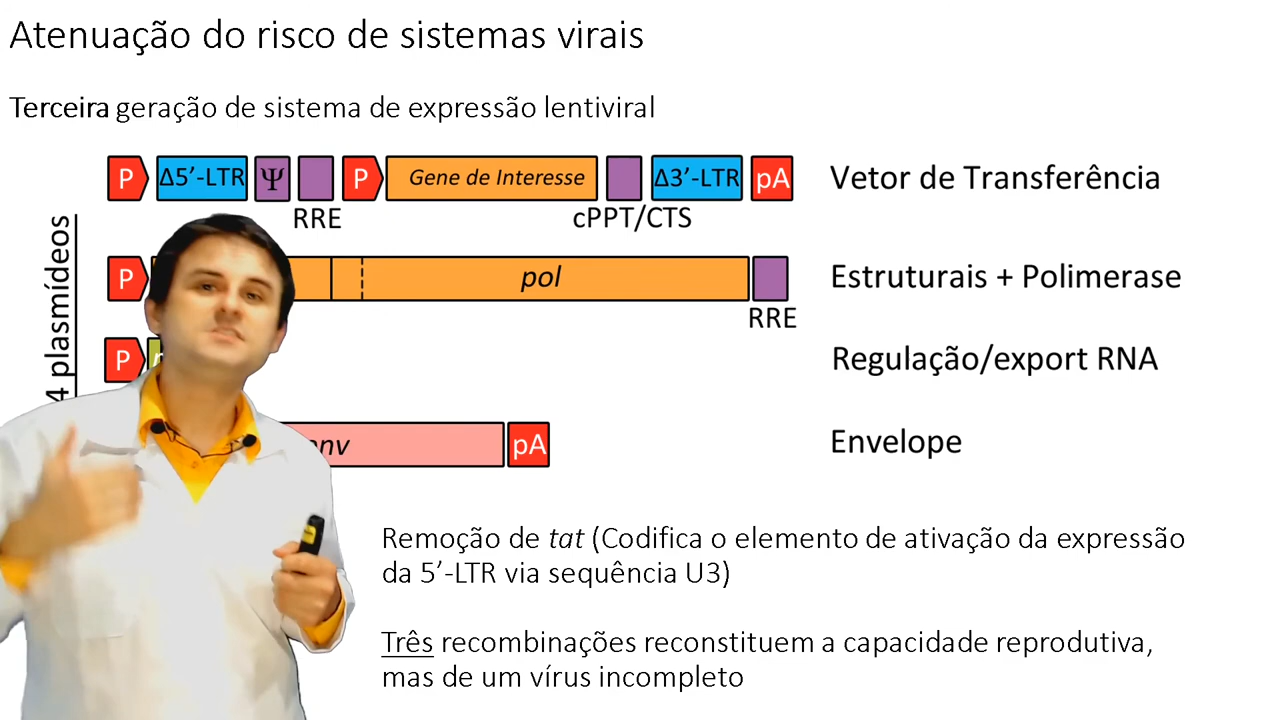 Atenuação do risco de sistemas virais
Terceira geração de sistema de expressão lentiviral
P Δ5’-LTR Ψ P Gene de Interesse Δ3’-LTR pA Vetor de Transferência
RRE cPPT/CTS
4 plasmídeos
P pol Estruturais + Polimerase
RRE
P Regulação/export RNA
pA Envelope
Remoção de tat (Codifica o elemento de ativação da expressão
da 5’-LTR via sequência U3)
Três recombinações reconstituem a capacidade reprodutiva,
mas de um vírus incompleto